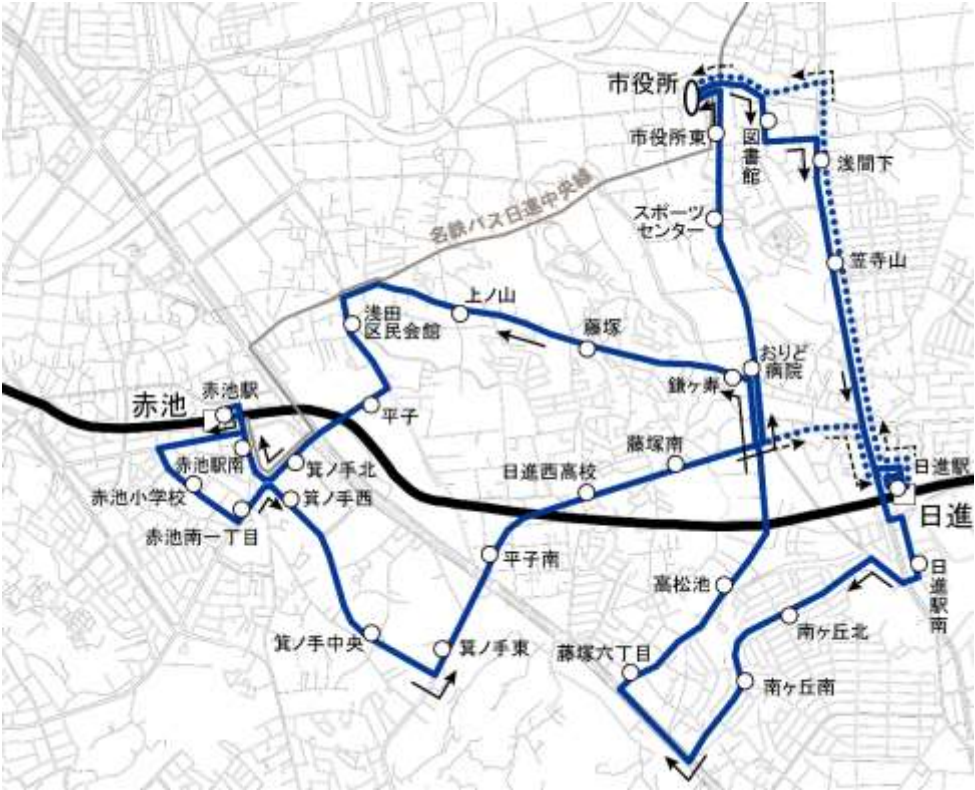 市役所
市役所東
図書館
浅間下
名鉄バス日進中央線
スポーツ
センター
笠寺山
上ノ山
浅田
区民会館
藤塚
おりど
病院
鎌ヶ寿
赤池駅
赤池
平子
藤塚南
赤池駅南
箕ノ手北
日進西高校
日進駅
赤池小学校
箕ノ手西
日進
赤池南一丁目
平子南
日進駅南
高松池
南ヶ丘北
箕ノ手中央
箕ノ手東
藤塚六丁目
南ヶ丘南